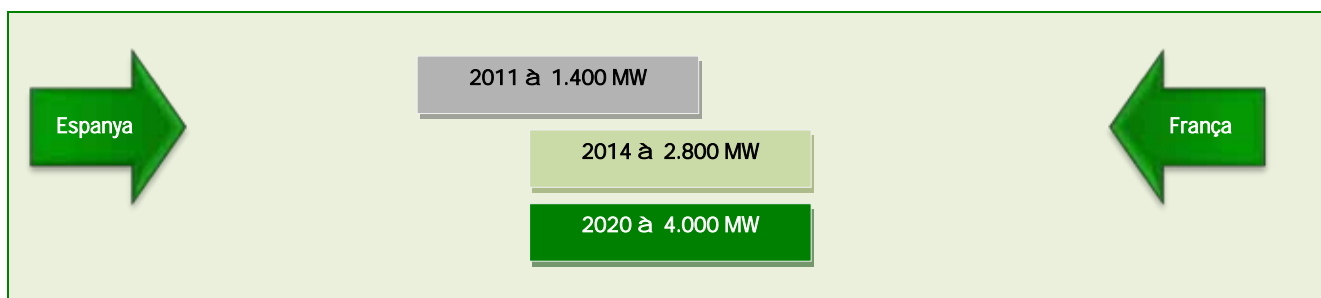 2011 à 1.400 MW
Espanya
França
2014 à 2.800 MW
2020 à 4.000 MW